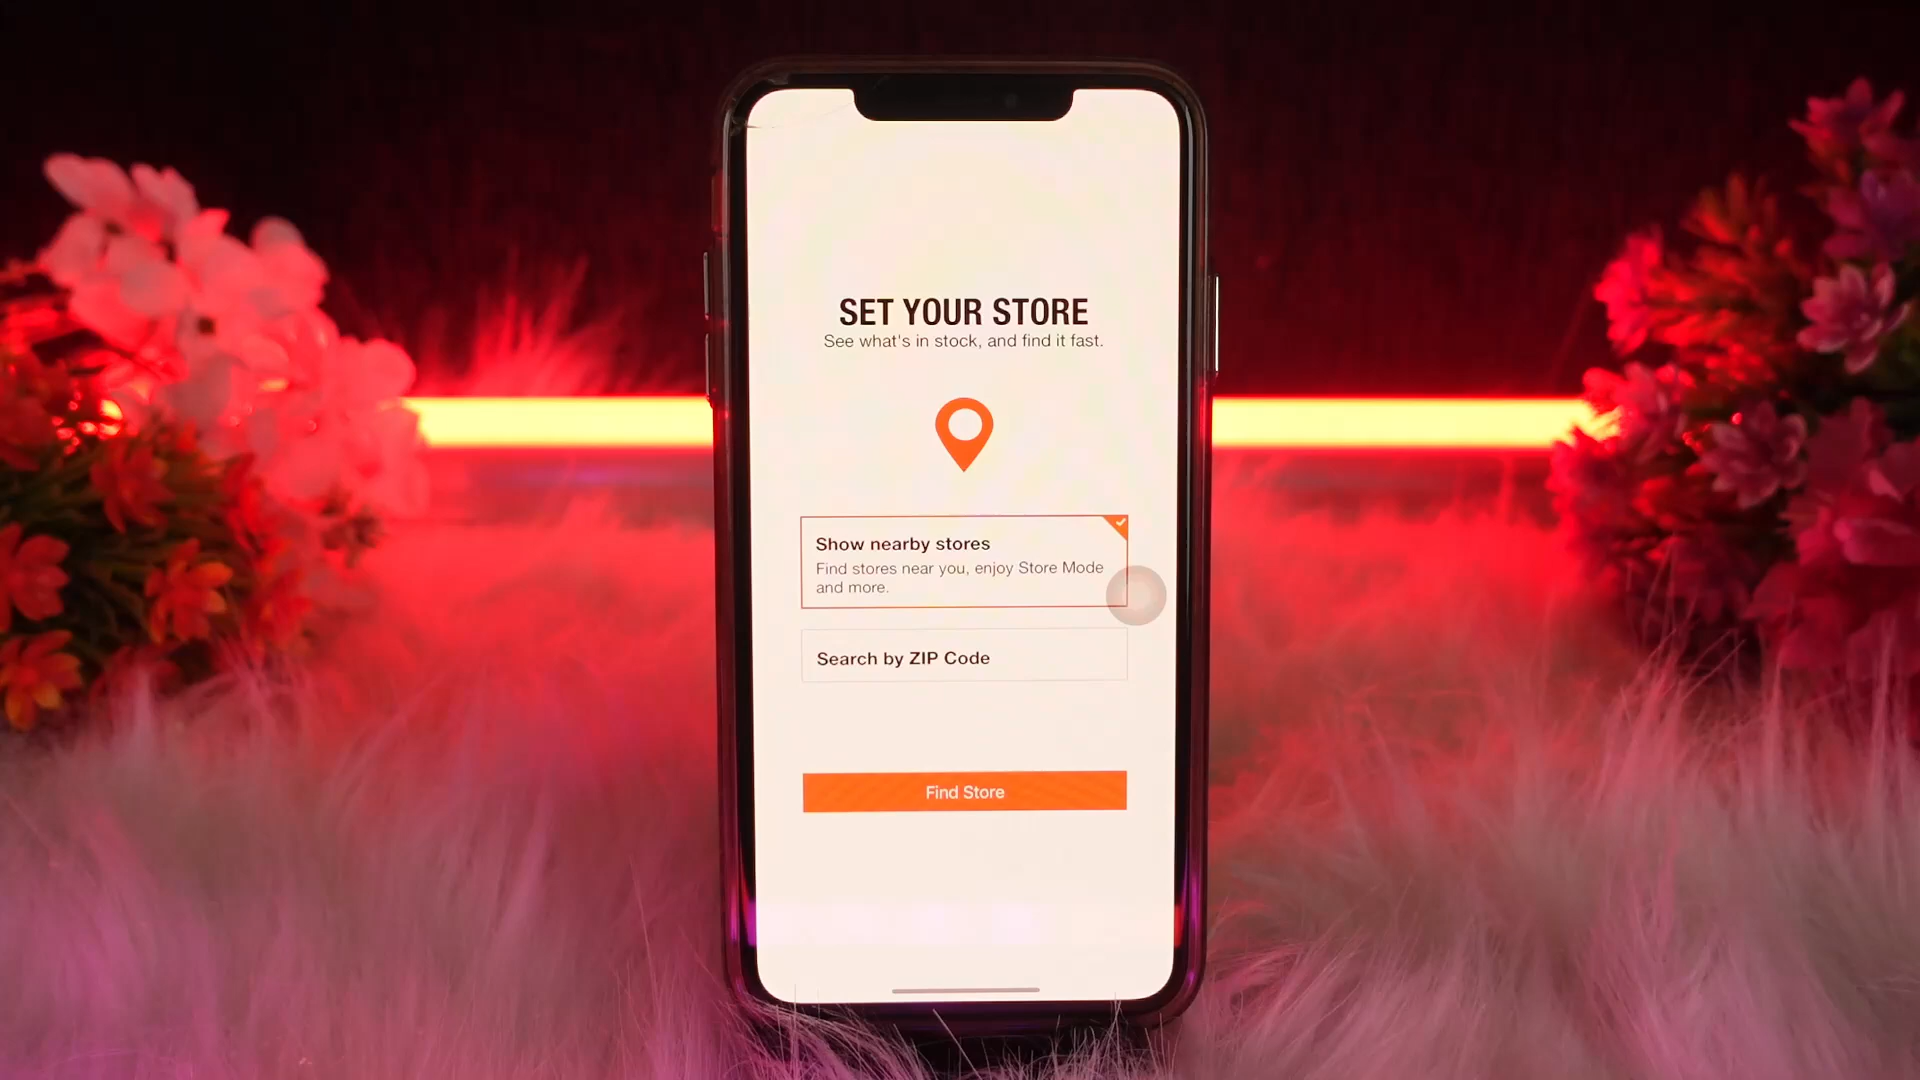 SET YOUR STORE
See what's in stock, and find it fast.
Show nearby stores
Find stores near you, enjoy Store Mode
and more.
Search by ZIP Code
Find Store